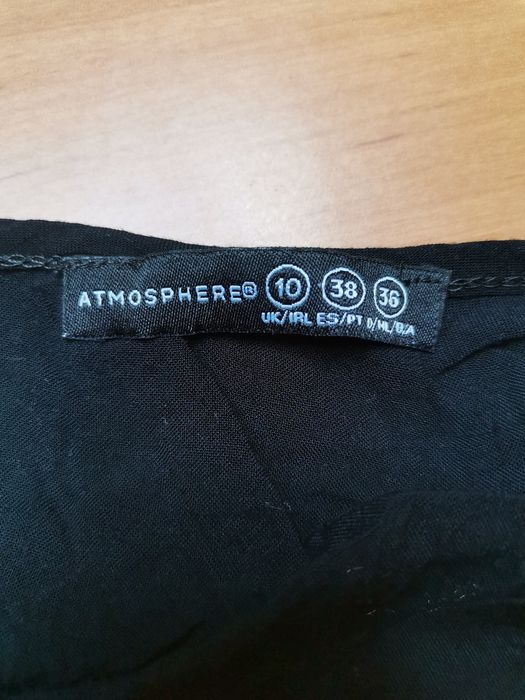 ATMOSPHERE® 10 38 36
UK/IRL ES/PT D/NL/B/A